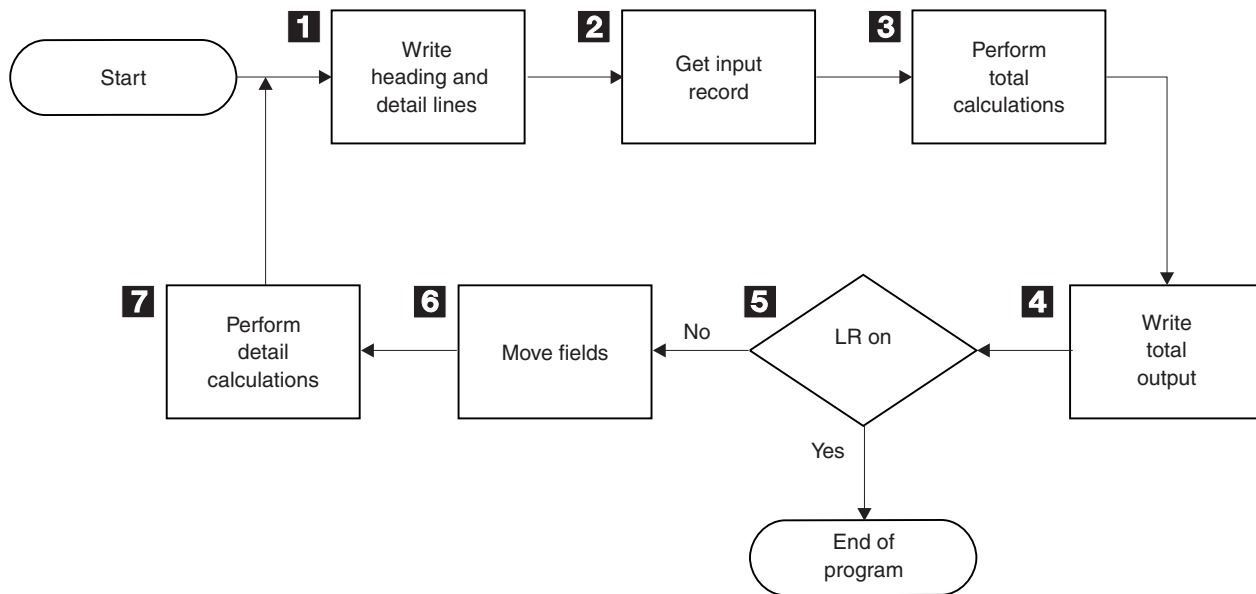 Start
1
Write
heading and
detail lines
2
Get input
record
3
Perform
total
calculations
4
Write
total
output
5
LR on
No
Yes
6
Move fields
7
Perform
detail
calculations
End of
program